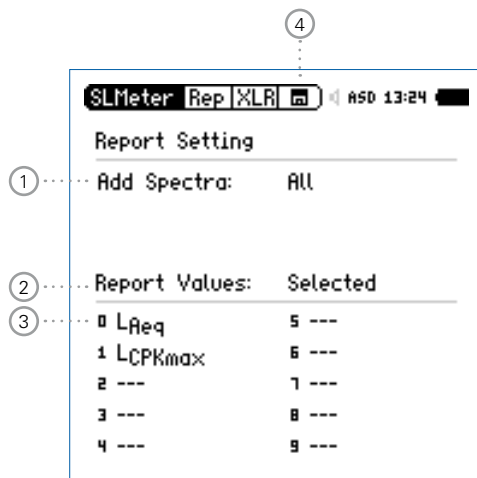 4
SLMeter Rep XLR ASD 13:24
Report Setting
1 Add Spectra: All
2 Report Values: Selected
3 0 LAeq 5 ---
1 LCPKmax 6 ---
2 --- 7 ---
3 --- 8 ---
4 --- 9 ---